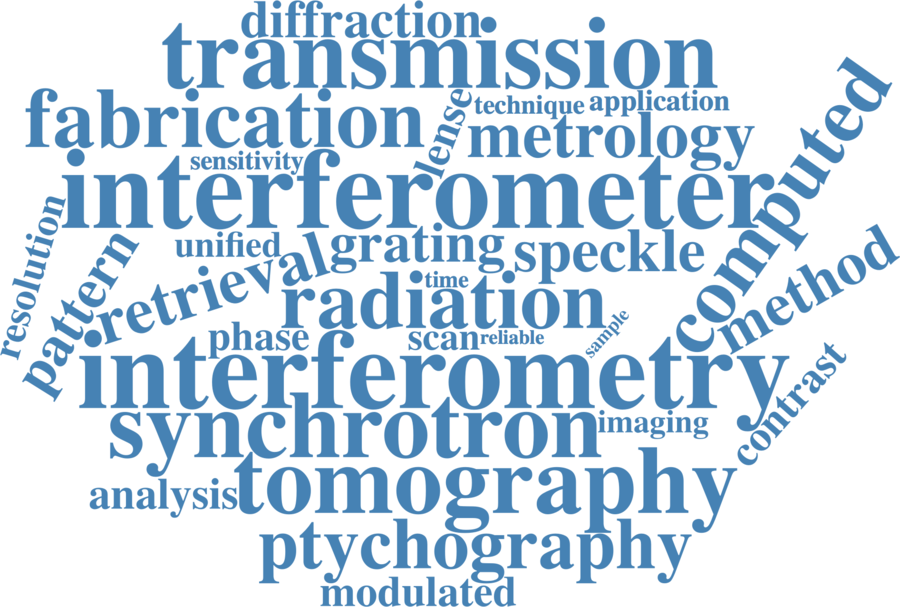 diffraction
transmission
fabrication
lense
technique
application
metrology
computed
sensitivity
interferometer
resolution
pattern
unified
retrieval
grating
speckle
method
time
radiation
phase
scan
reliable
sample
interferometry
contrast
synchrotron
imaging
analysis
tomography
ptychography
modulated